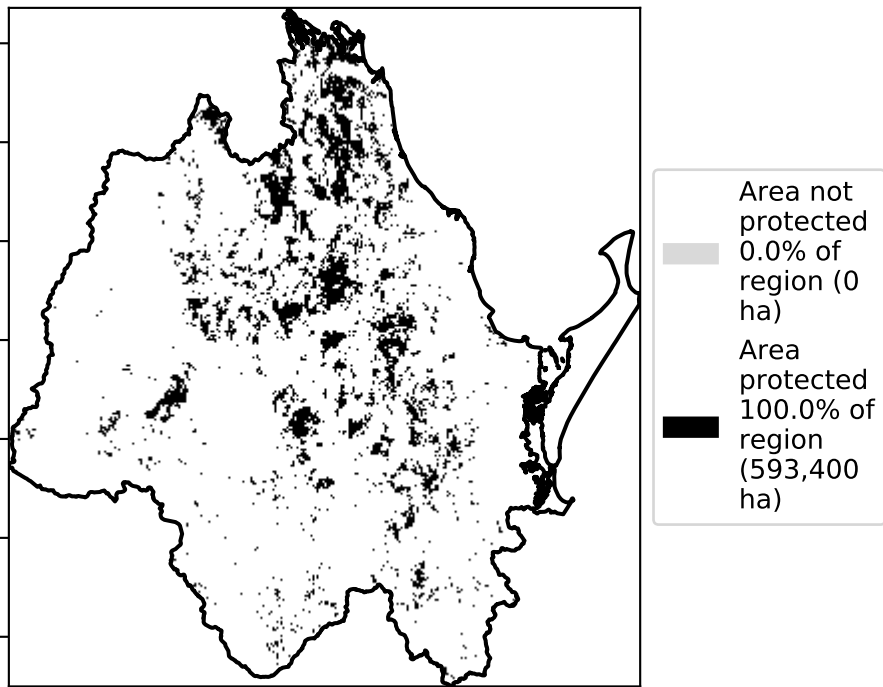 Area not
protected
0.0% of
region (0
ha)
Area
protected
100.0% of
region
(593,400
ha)